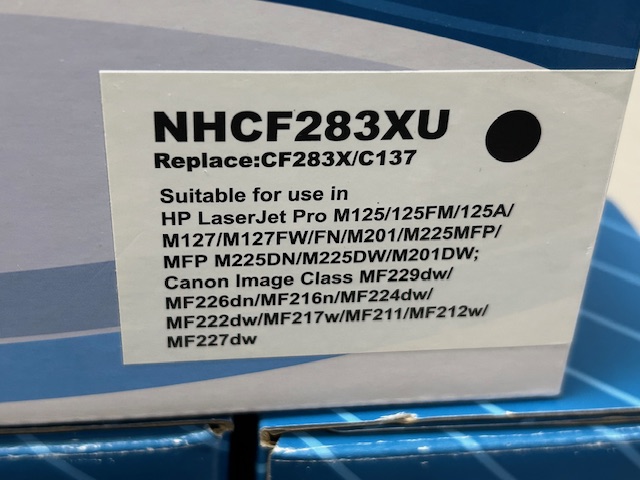 NHCF283XU
Replace:CF283X/C137
Suitable for use in
HP LaserJet Pro M125/125FM/125A/
M127/M127FW/FN/M201/M225MFP/
MFP M225DN/M225DW/M201DW;
Canon Image Class MF229dw/
MF226dn/MF216n/MF224dw/
MF222dw/MF217w/MF211/MF212w/
MF227dw